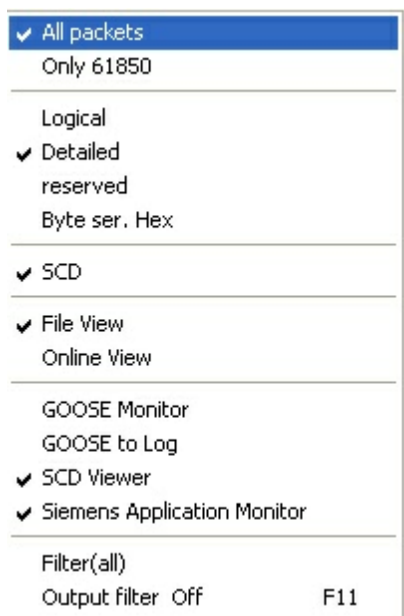 All packets
Only 61850
Logical
Detailed
reserved
Byte ser. Hex
SCD
File View
Online View
GOOSE Monitor
GOOSE to Log
SCD Viewer
Siemens Application Monitor
Filter(all)
Output filter Off F11